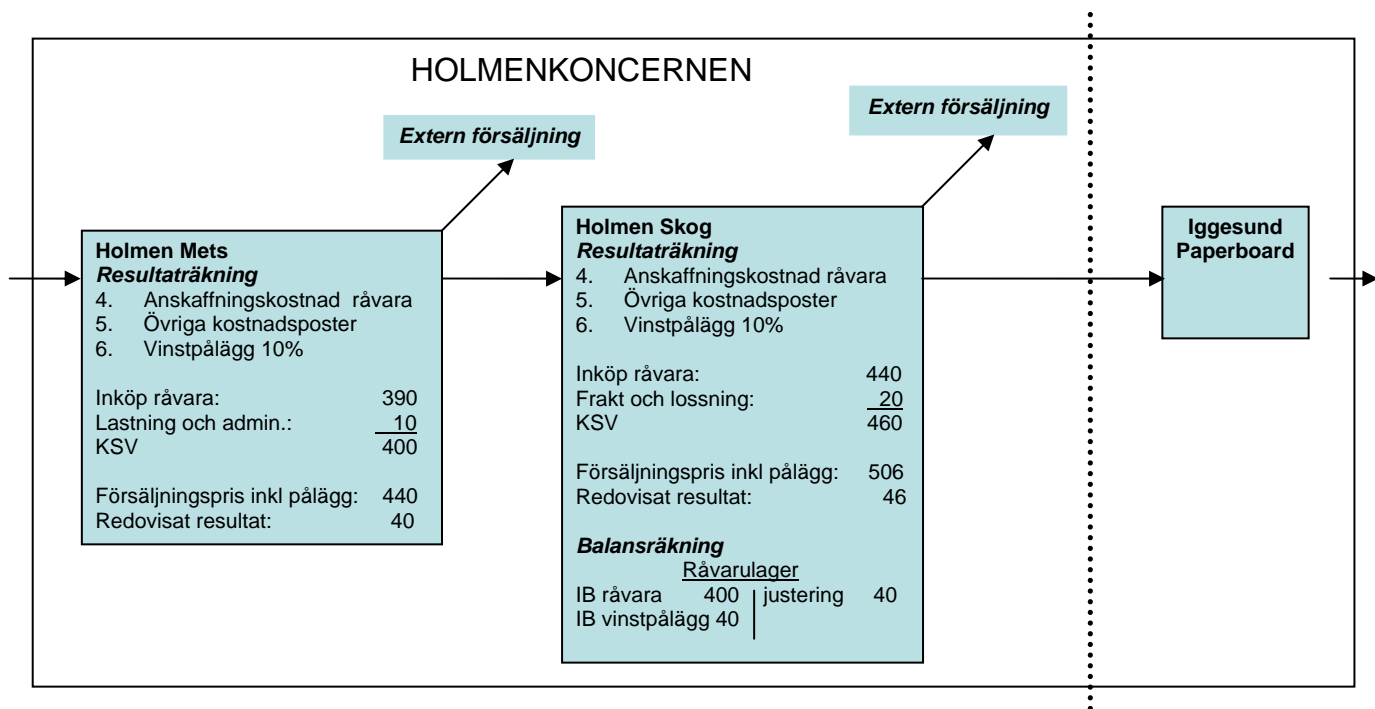 HOLMENKONCERNEN
Extern försäljning
Extern försäljning
Holmen Mets
Resultaträkning
4. Anskaffningskostnad råvara
5. Övriga kostnadsposter
6. Vinstpålägg 10%
Inköp råvara: 390
Lastning och admin.: 10
KSV 400
Försäljningspris inkl pålägg: 440
Redovisat resultat: 40
Holmen Skog
Resultaträkning
4. Anskaffningskostnad råvara
5. Övriga kostnadsposter
6. Vinstpålägg 10%
Inköp råvara: 440
Frakt och lossning: 20
KSV 460
Försäljningspris inkl pålägg: 506
Redovisat resultat: 46
Balansräkning
Råvarulager
IB råvara 400 justering 40
IB vinstpålägg 40
Iggesund
Paperboard